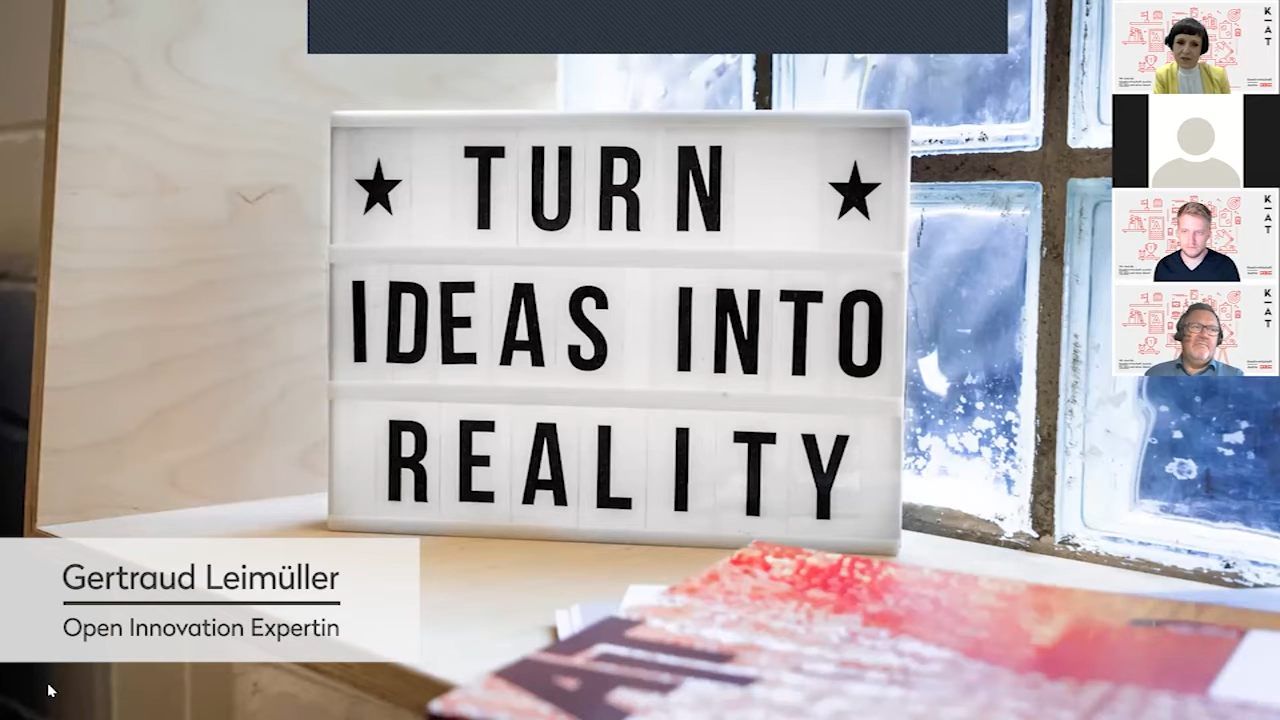 TURN
IDEAS INTO
REALITY
Gertraud Leimüller
Open Innovation Expertin
K
A
T
K
A
T
K
A
T